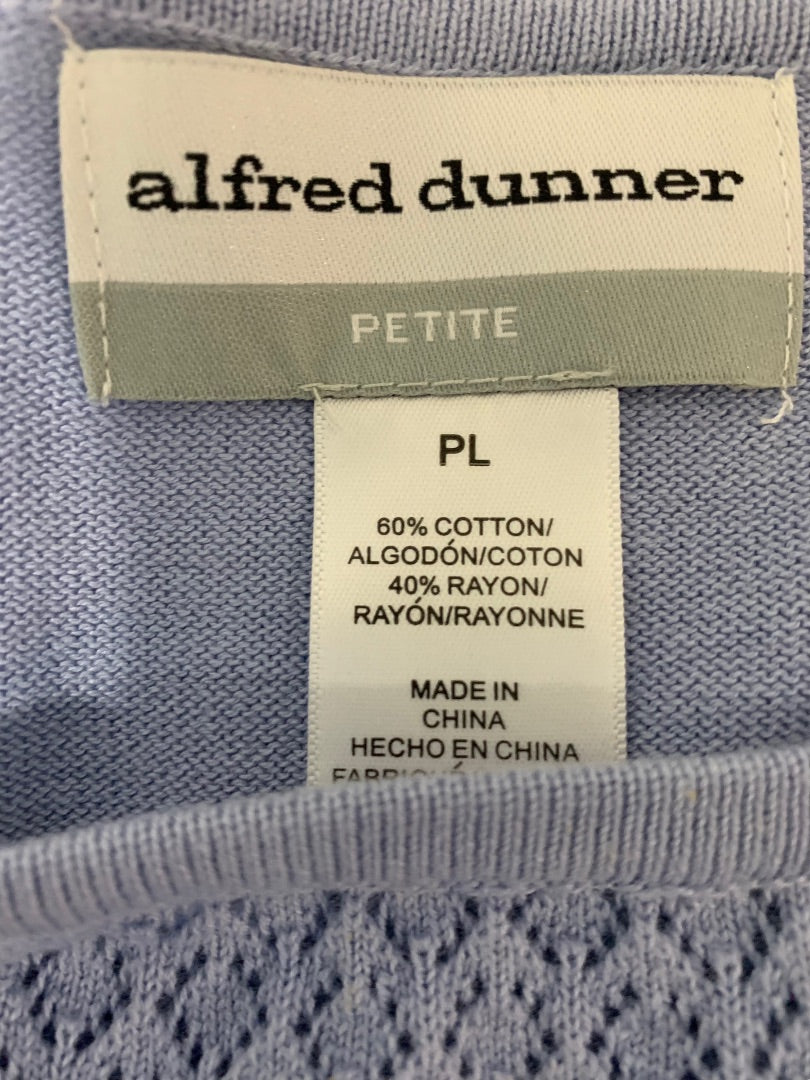 alfred dunner
PETITE
PL
60% COTTON/
ALGODÓN/COTON
40% RAYON/
RAYÓN/RAYONNE
MADE IN
CHINA
HECHO EN CHINA